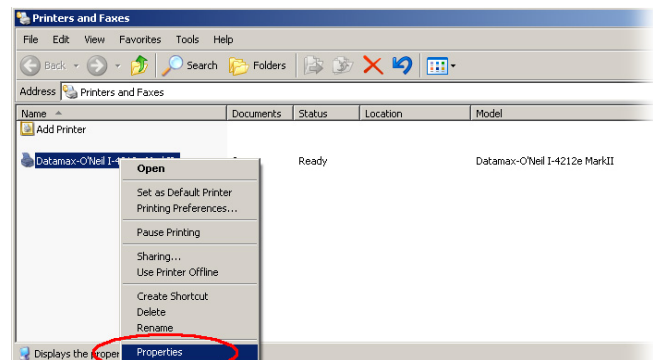 Printers and Faxes
File Edit View Favorites Tools Help
Back Search Folders
Address Printers and Faxes
Name Documents Status Location Model
Add Printer
Datamax-O'Neil Ready Datamax-O'Neil I-4212e MarkII
Open
Set as Default Printer
Printing Preferences...
Pause Printing
Sharing...
Use Printer Offline
Create Shortcut
Delete
Rename
Displays the Properties